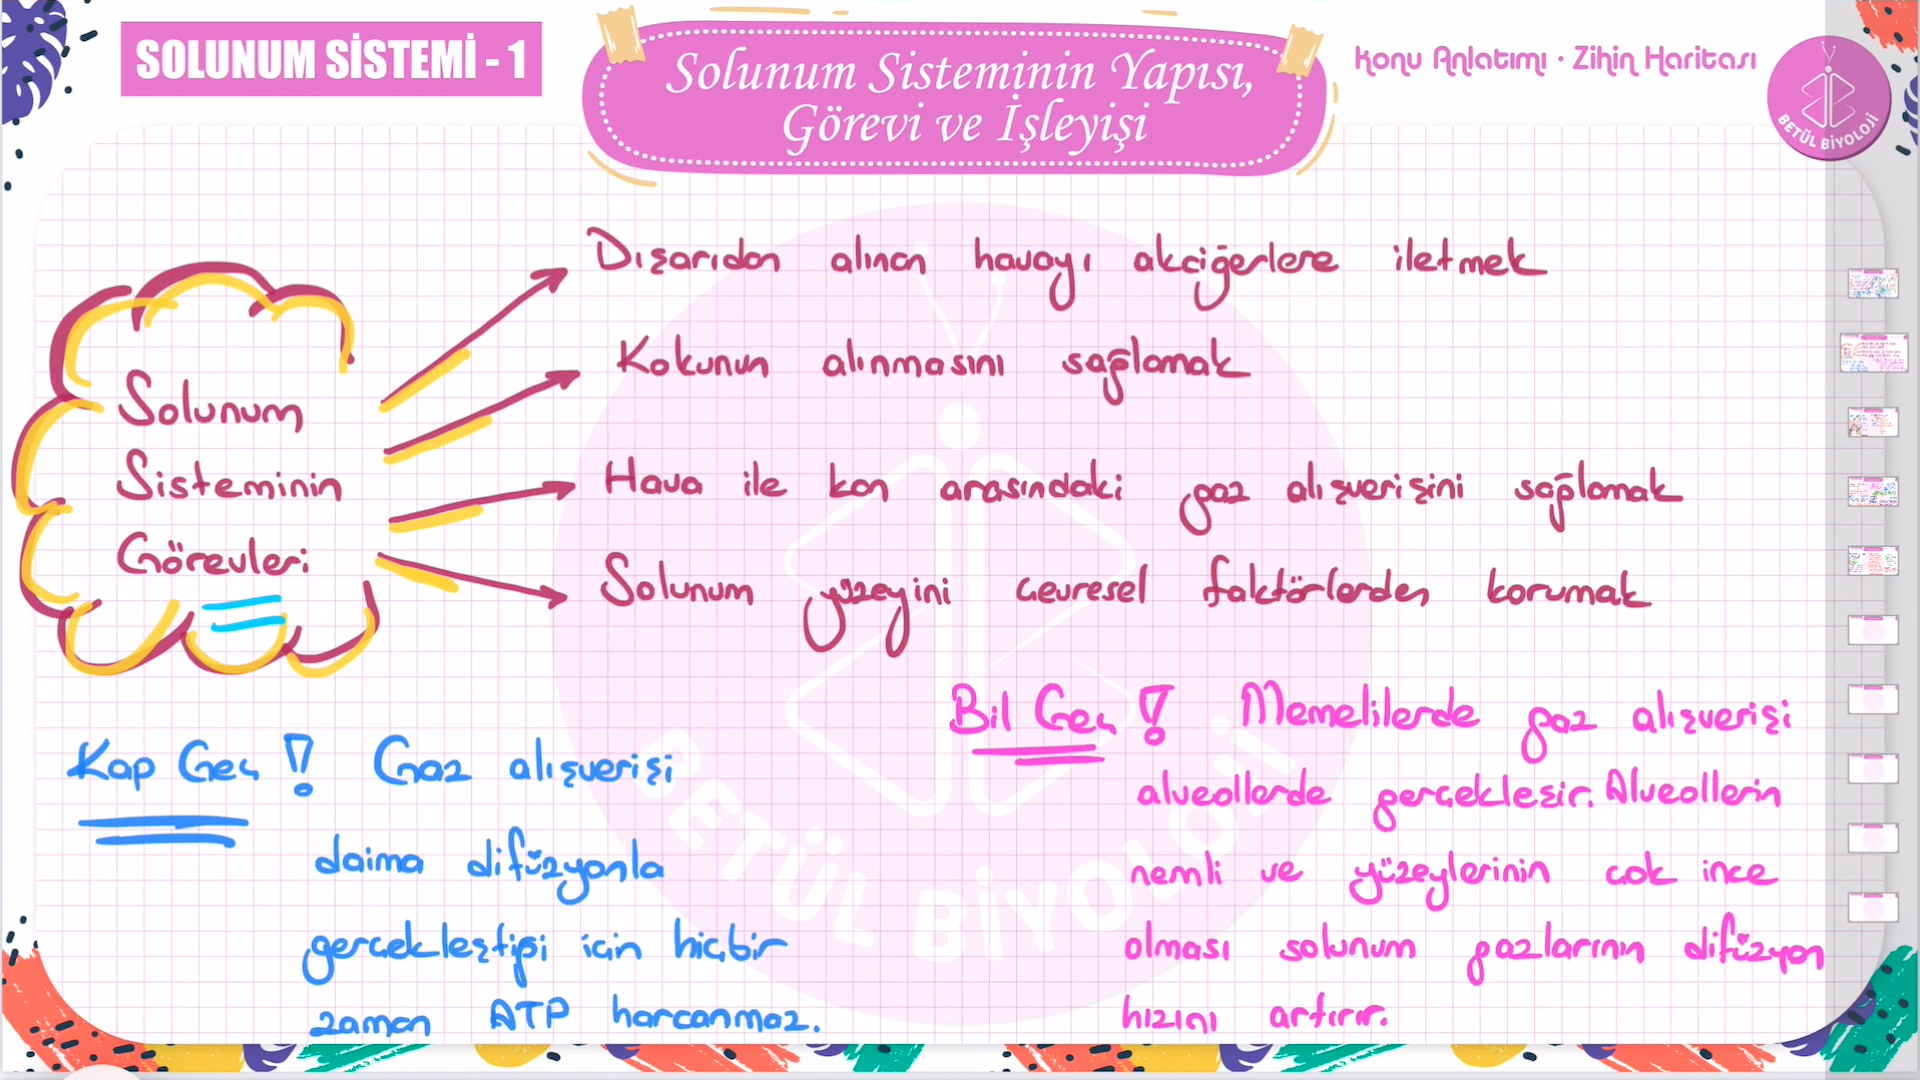 SOLUNUM SİSTEMİ - 1
Solunum Sisteminin Yapısı,
Görevi ve İşleyişi
Konu Anlatımı · Zihin Haritası
BETÜL BİYOLOJİ
Solunum
Sisteminin
Görevleri
Dışarıdan alınan havayı akciğerlere iletmek
Kokunun alınmasını sağlamak
Hava ile kan arasındaki gaz alışverişini sağlamak
Solunum yüzeyini çevresel faktörlerden korumak
Kap Geç ! Gaz alışverişi
daima difüzyonla
gerçekleştiği için hiçbir
zaman ATP harcanmaz.
Bil Geç ! Memelilerde gaz alışverişi
alveollerde gerçekleşir. Alveollerin
nemli ve yüzeylerinin çok ince
olması solunum gazlarının difüzyon
hızını artırır.
BETÜL BİYOLOJİ